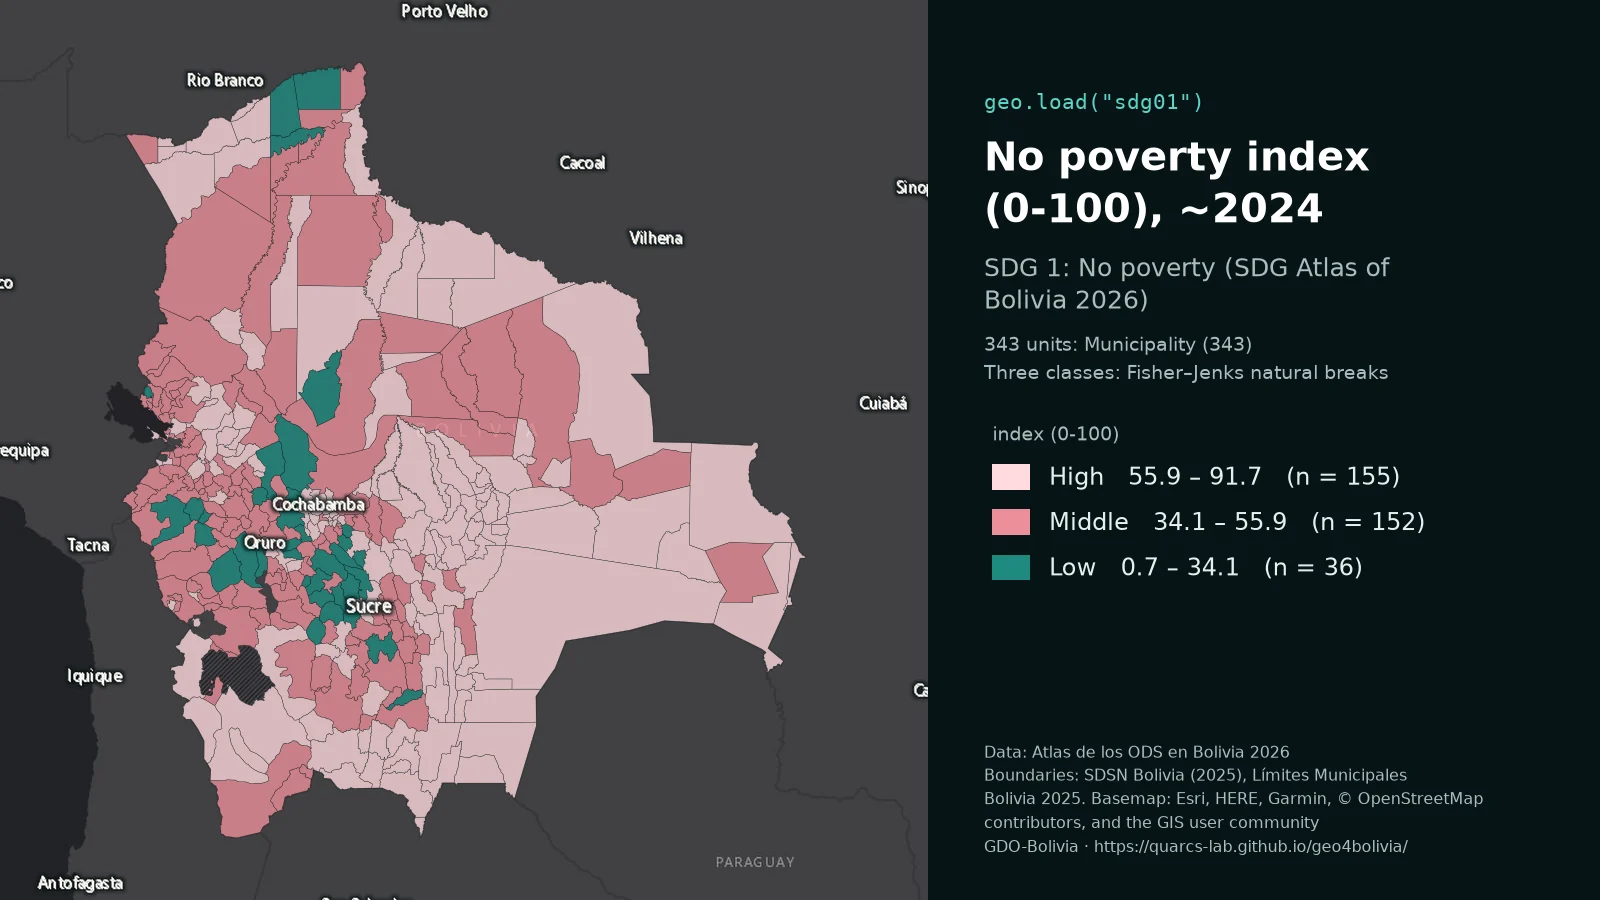 Porto Velho
Rio Branco
Cacoal
Vilhena
Cuiabá
equipa
BOLIVIA
Cochabamba
Tacna
Oruro
Sucre
Iquique
PARAGUAY
Antofagasta
geo.load("sdg01")
No poverty index
(0-100), ~2024
SDG 1: No poverty (SDG Atlas of
Bolivia 2026)
343 units: Municipality (343)
Three classes: Fisher–Jenks natural breaks
index (0-100)
High 55.9 – 91.7 (n = 155)
Middle 34.1 – 55.9 (n = 152)
Low 0.7 – 34.1 (n = 36)
Data: Atlas de los ODS en Bolivia 2026
Boundaries: SDSN Bolivia (2025), Límites Municipales
Bolivia 2025. Basemap: Esri, HERE, Garmin, © OpenStreetMap
contributors, and the GIS user community
GDO-Bolivia · https://quarcs-lab.github.io/geo4bolivia/